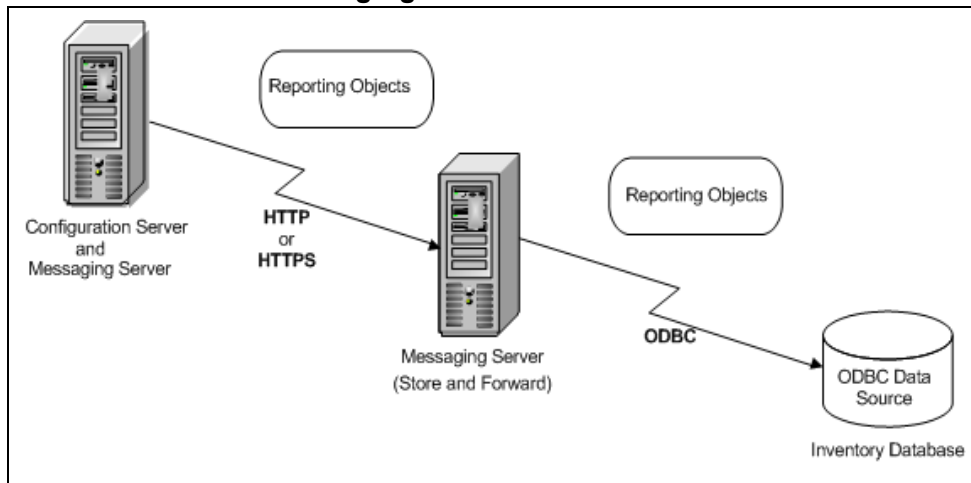 Reporting Objects
Reporting Objects
Configuration Server
and
Messaging Server
HTTP
or
HTTPS
Messaging Server
(Store and Forward)
ODBC
ODBC Data
Source
Inventory Database